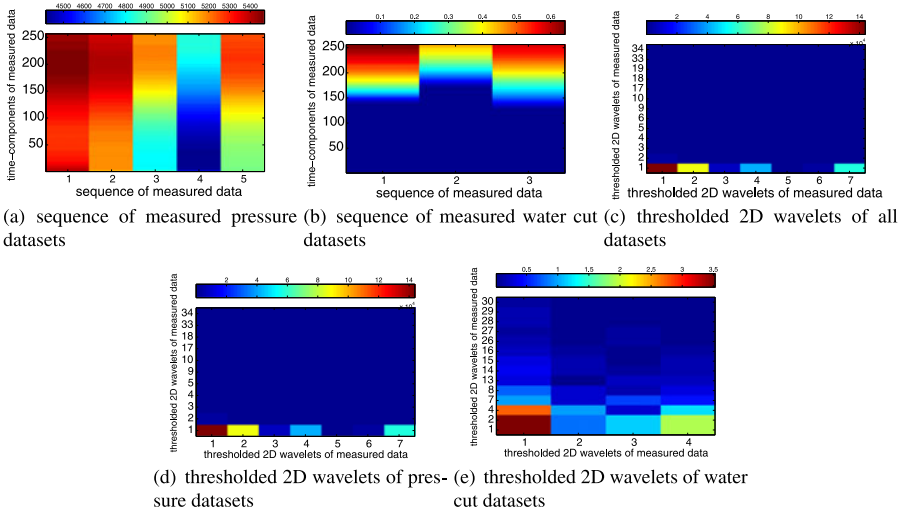 4500 4600 4700 4800 4900 5000 5100 5200 5300 5400
time−components of measured data
250
200
150
100
50
1 2 3 4 5
sequence of measured data
(a) sequence of measured pressure datasets
0.1 0.2 0.3 0.4 0.5 0.6
time−components of measured data
250
200
150
100
50
1 2 3
sequence of measured data
(b) sequence of measured water cut datasets
2 4 6 8 10 12 14
thresholded 2D wavelets of measured data
34
33
19
18
17
10
9
6
5
4
3
2
1
1 2 3 4 5 6 7
thresholded 2D wavelets of measured data
(c) thresholded 2D wavelets of all datasets
2 4 6 8 10 12 14
thresholded 2D wavelets of measured data
34
33
18
17
10
9
5
4
3
2
1
1 2 3 4 5 6 7
thresholded 2D wavelets of measured data
(d) thresholded 2D wavelets of pres-
sure datasets
0.5 1 1.5 2 2.5 3 3.5
thresholded 2D wavelets of measured data
30
29
28
27
26
16
15
14
13
8
7
4
2
1
1 2 3 4
thresholded 2D wavelets of measured data
(e) thresholded 2D wavelets of water
cut datasets